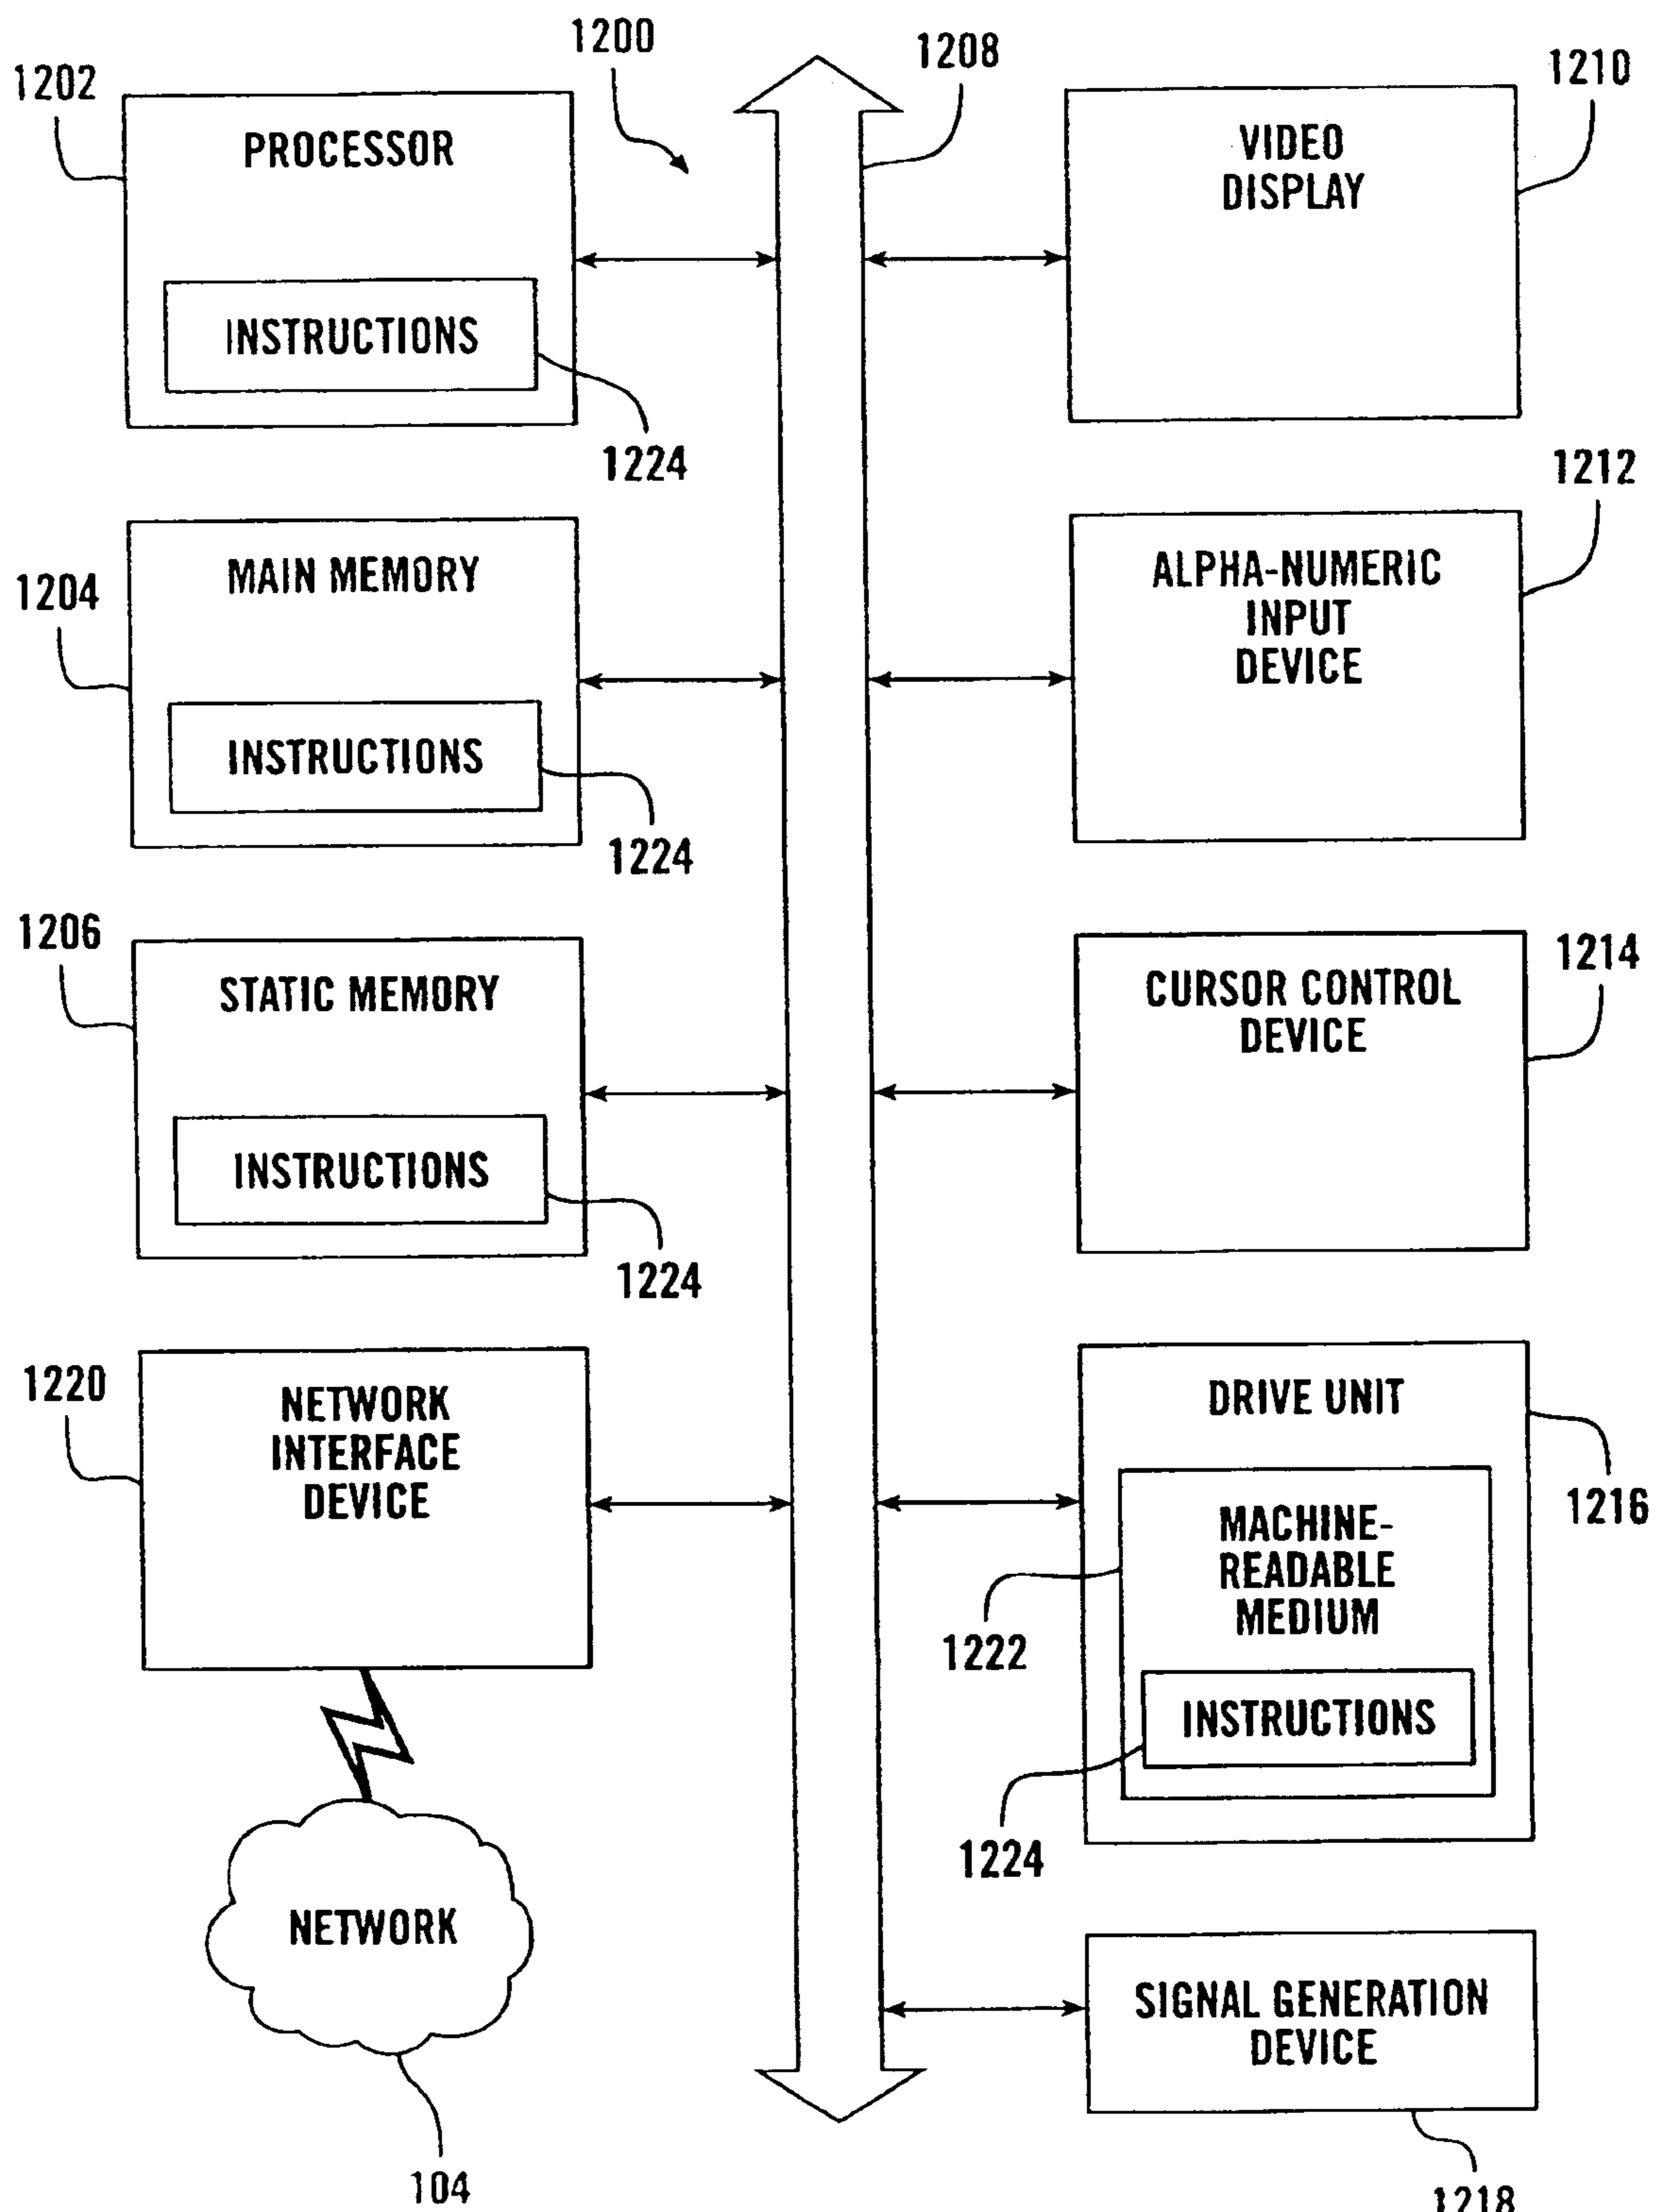 1200
1208
1202
PROCESSOR
INSTRUCTIONS
1224
1210
VIDEO
DISPLAY
1204
MAIN MEMORY
INSTRUCTIONS
1224
1212
ALPHA-NUMERIC
INPUT
DEVICE
1206
STATIC MEMORY
INSTRUCTIONS
1224
1214
CURSOR CONTROL
DEVICE
1220
NETWORK
INTERFACE
DEVICE
DRIVE UNIT
1216
MACHINE-
READABLE
MEDIUM
1222
INSTRUCTIONS
1224
NETWORK
104
SIGNAL GENERATION
DEVICE
1218